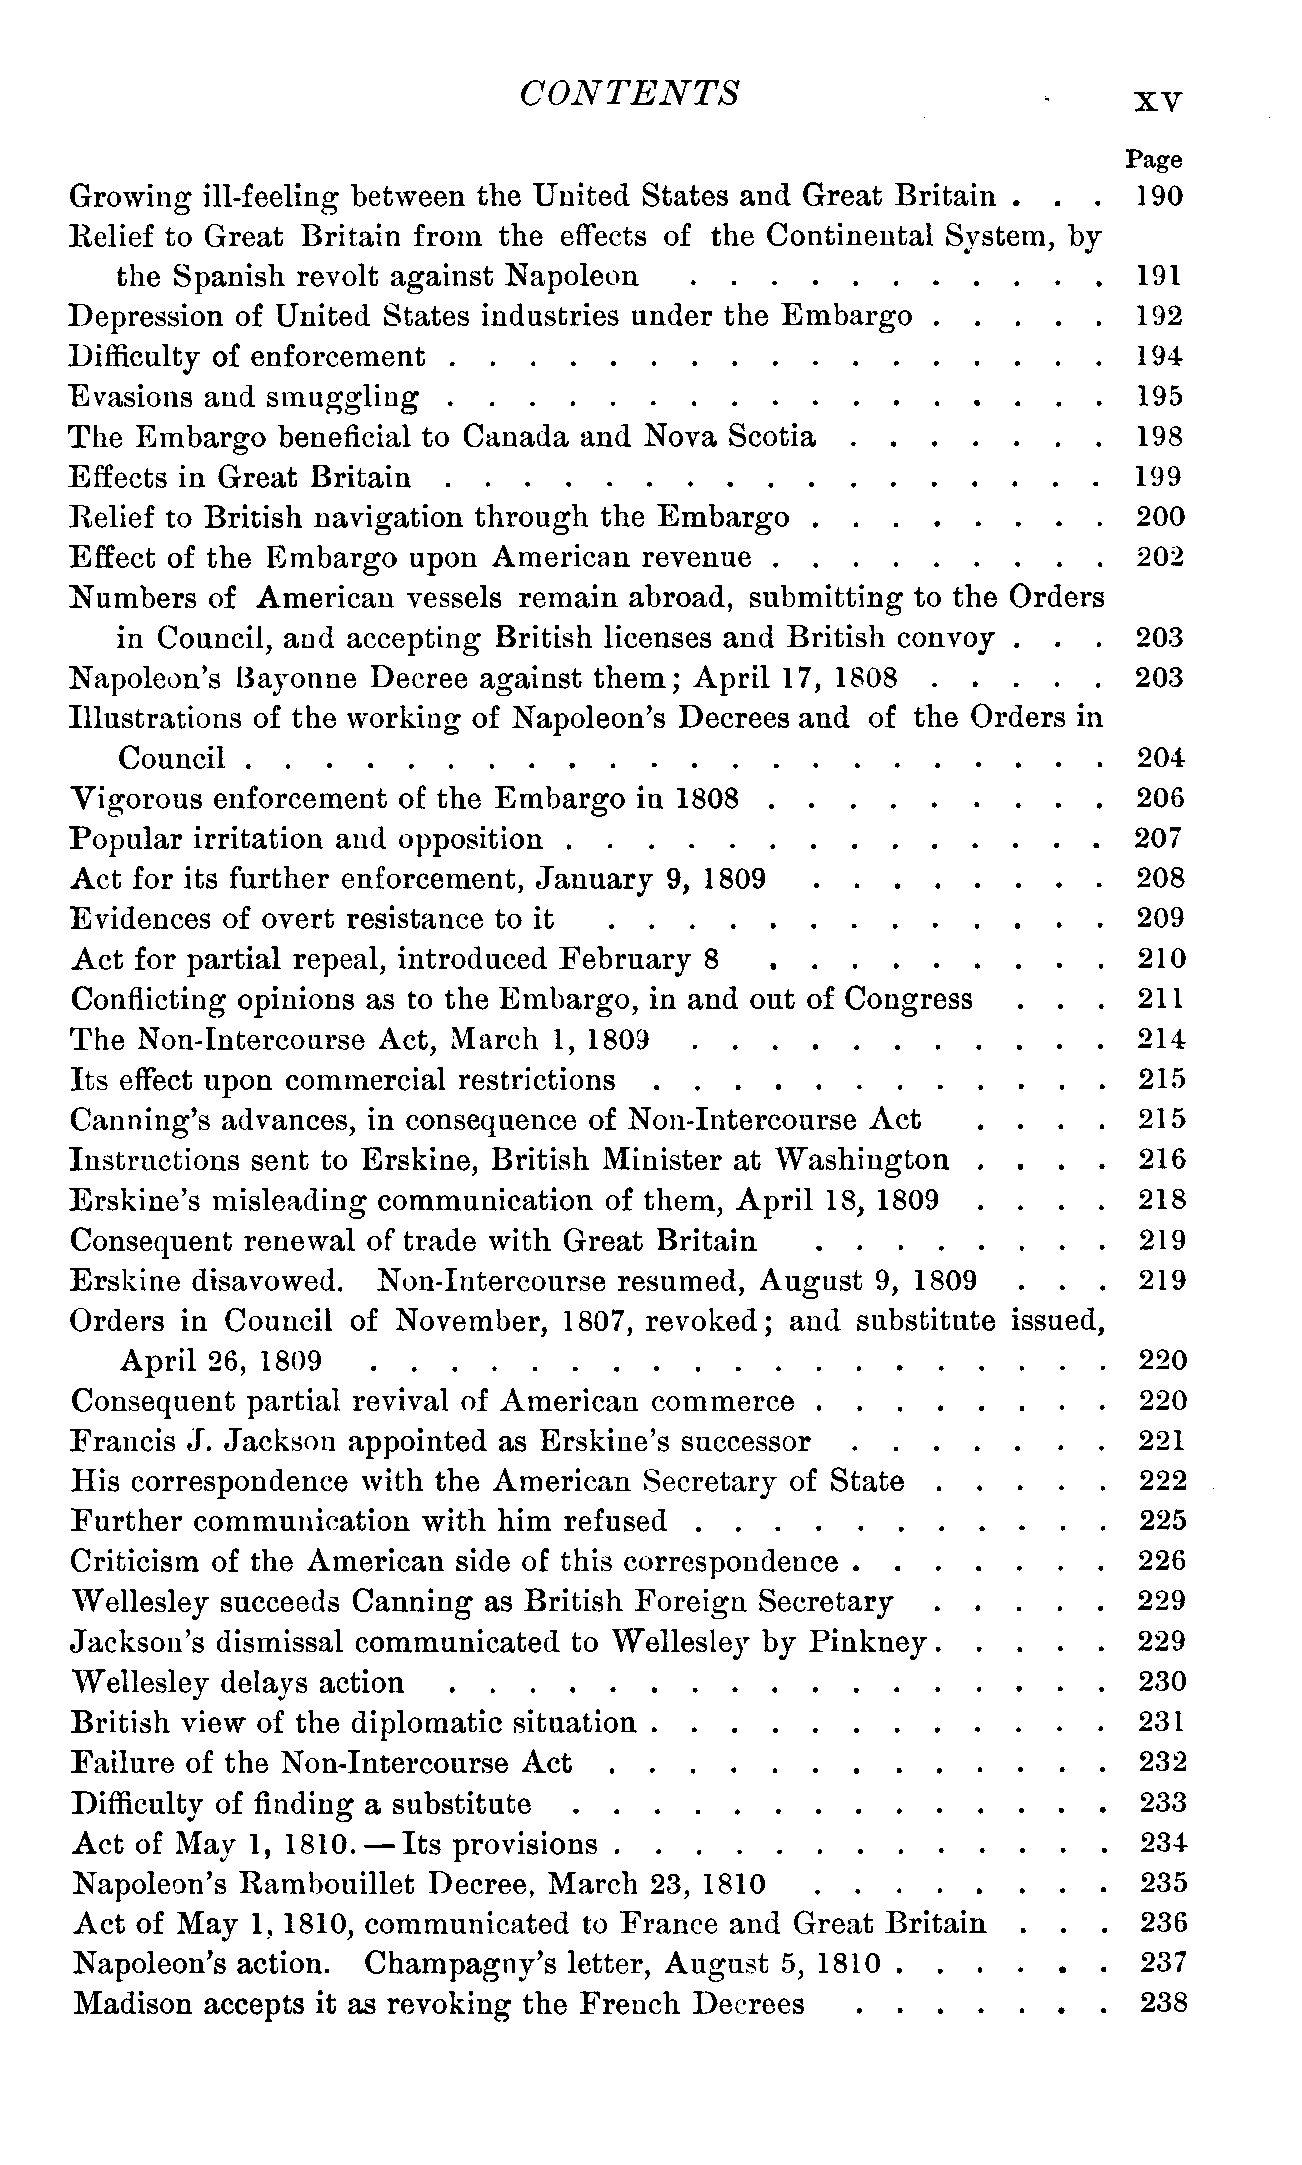 CONTENTS xv
Page
Growing ill-feeling between the United States and Great Britain . . . 190
Relief to Great Britain from the effects of the Continental System, by
the Spanish revolt against Napoleon . . . . . . . . . . . 191
Depression of United States industries under the Embargo . . . . . 192
Difficulty of enforcement . . . . . . . . . . . . . . . . . 194
Evasions and smuggling . . . . . . . . . . . . . . . . . 195
The Embargo beneficial to Canada and Nova Scotia . . . . . . . 198
Effects in Great Britain . . . . . . . . . . . . . . . . . 199
Relief to British navigation through the Embargo . . . . . . . . 200
Effect of the Embargo upon American revenue . . . . . . . . . 202
Numbers of American vessels remain abroad, submitting to the Orders
in Council, and accepting British licenses and British convoy . . . 203
Napoleon's Bayonne Decree against them; April 17, 1808 . . . . . 203
Illustrations of the working of Napoleon's Decrees and of the Orders in
Council . . . . . . . . . . . . . . . . . . . . . . 204
Vigorous enforcement of the Embargo in 1808 . . . . . . . . . 206
Popular irritation and opposition . . . . . . . . . . . . . . 207
Act for its further enforcement, January 9, 1809 . . . . . . . . 208
Evidences of overt resistance to it . . . . . . . . . . . . . 209
Act for partial repeal, introduced February 8 . . . . . . . . . 210
Conflicting opinions as to the Embargo, in and out of Congress . . . 211
The Non-Intercourse Act, March 1, 1809 . . . . . . . . . . . 214
Its effect upon commercial restrictions . . . . . . . . . . . . 215
Canning's advances, in consequence of Non-Intercourse Act . . . . 215
Instructions sent to Erskine, British Minister at Washington . . . . 216
Erskine's misleading communication of them, April 18, 1809 . . . . 218
Consequent renewal of trade with Great Britain . . . . . . . . 219
Erskine disavowed. Non-Intercourse resumed, August 9, 1809 . . . 219
Orders in Council of November, 1807, revoked; and substitute issued,
April 26, 1809 . . . . . . . . . . . . . . . . . . . 220
Consequent partial revival of American commerce . . . . . . . . 220
Francis J. Jackson appointed as Erskine's successor . . . . . . . 221
His correspondence with the American Secretary of State . . . . . 222
Further communication with him refused . . . . . . . . . . . 225
Criticism of the American side of this correspondence . . . . . . . 226
Wellesley succeeds Canning as British Foreign Secretary . . . . . 229
Jackson's dismissal communicated to Wellesley by Pinkney . . . . . 229
Wellesley delays action . . . . . . . . . . . . . . . . . 230
British view of the diplomatic situation . . . . . . . . . . . . 231
Failure of the Non-Intercourse Act . . . . . . . . . . . . . 232
Difficulty of finding a substitute . . . . . . . . . . . . . . 233
Act of May 1, 1810. — Its provisions . . . . . . . . . . . . . 234
Napoleon's Rambouillet Decree, March 23, 1810 . . . . . . . . 235
Act of May 1, 1810, communicated to France and Great Britain . . . 236
Napoleon's action. Champagny's letter, August 5, 1810 . . . . . . 237
Madison accepts it as revoking the French Decrees . . . . . . . 238